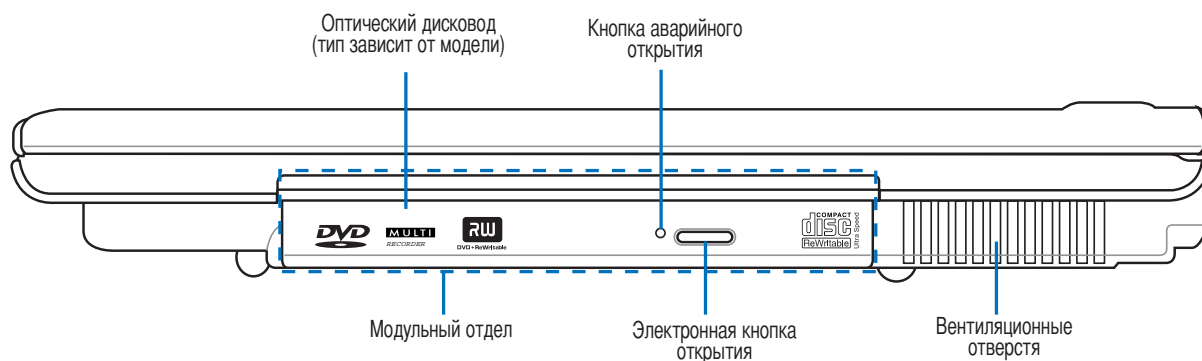 Оптический дисковод
(тип зависит от модели)
Кнопка аварийного
открытия
DVD
MULTI
RECORDER
RW
DVD+ReWritable
COMPACT
disc
ReWritable
Ultra Speed
Модульный отдел
Электронная кнопка
открытия
Вентиляционные
отверстя